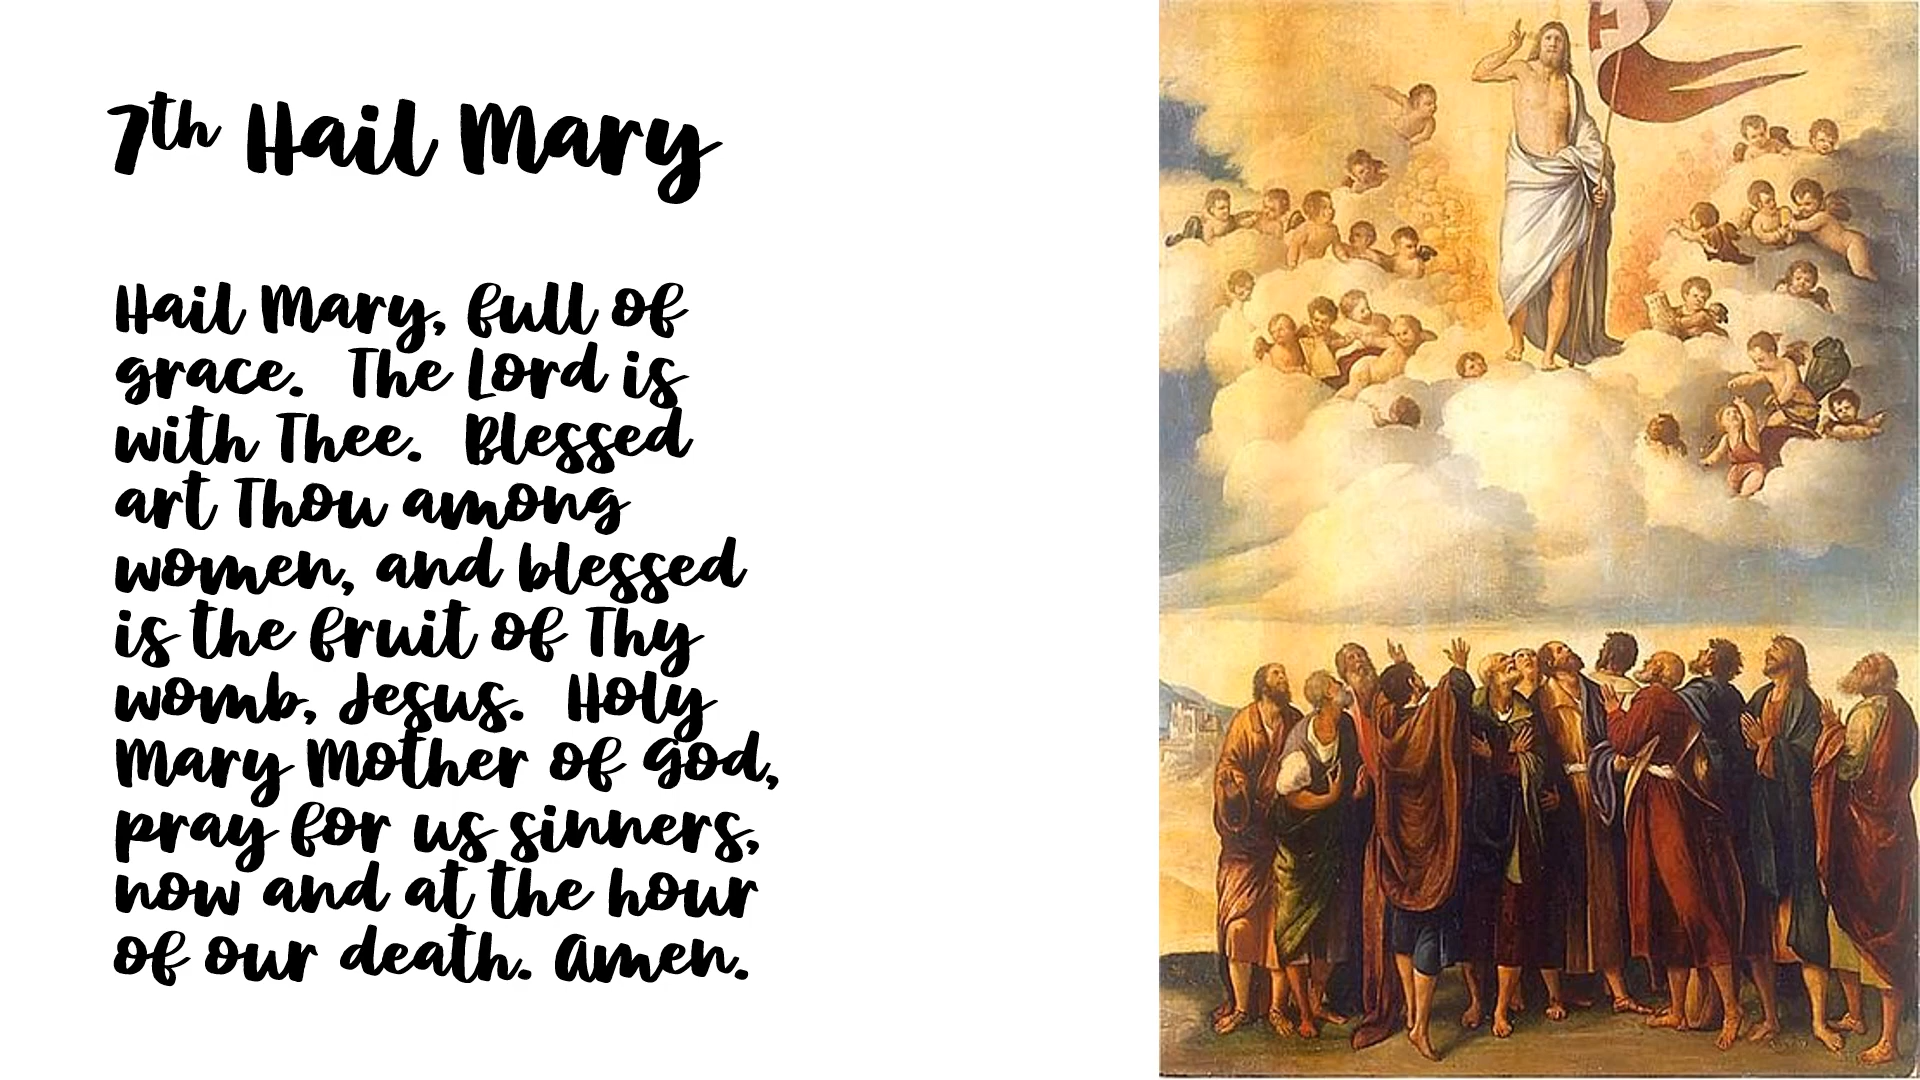 7th Hail Mary
Hail Mary, full of
grace.  The Lord is
with Thee.  Blessed
art Thou among
women, and blessed
is the fruit of Thy
womb, Jesus.  Holy
Mary Mother of God,
pray for us sinners,
now and at the hour
of our death. Amen.